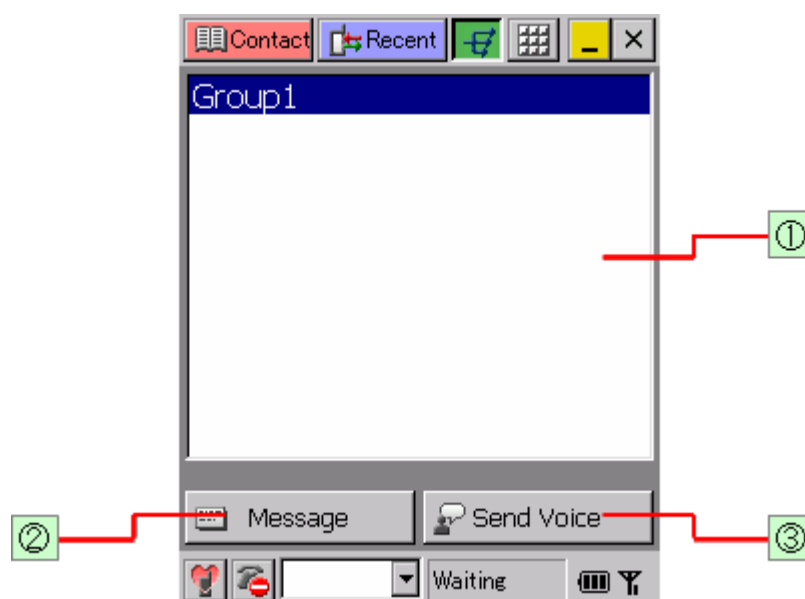 Contact Recent
Group1
①
② Message Send Voice ③
Waiting